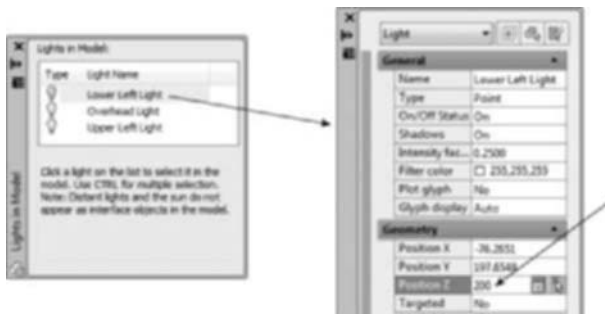 Lights in Model:
Type Light Name
Lower Left Light
Overhead Light
Upper Left Light
Click a light on the list to select it in the
model. Use CTRL for multiple selection.
Note: Distant lights and the sun do not
appear as interface objects in the model.
Lights in Model
Light
General
Name Lower Left Light
Type Point
On/Off Status On
Shadows On
Intensity fac... 0.2500
Filter color 255,255,255
Plot glyph No
Glyph display Auto
Geometry
Position X -76.2651
Position Y 197.6548
Position Z 200
Targeted No